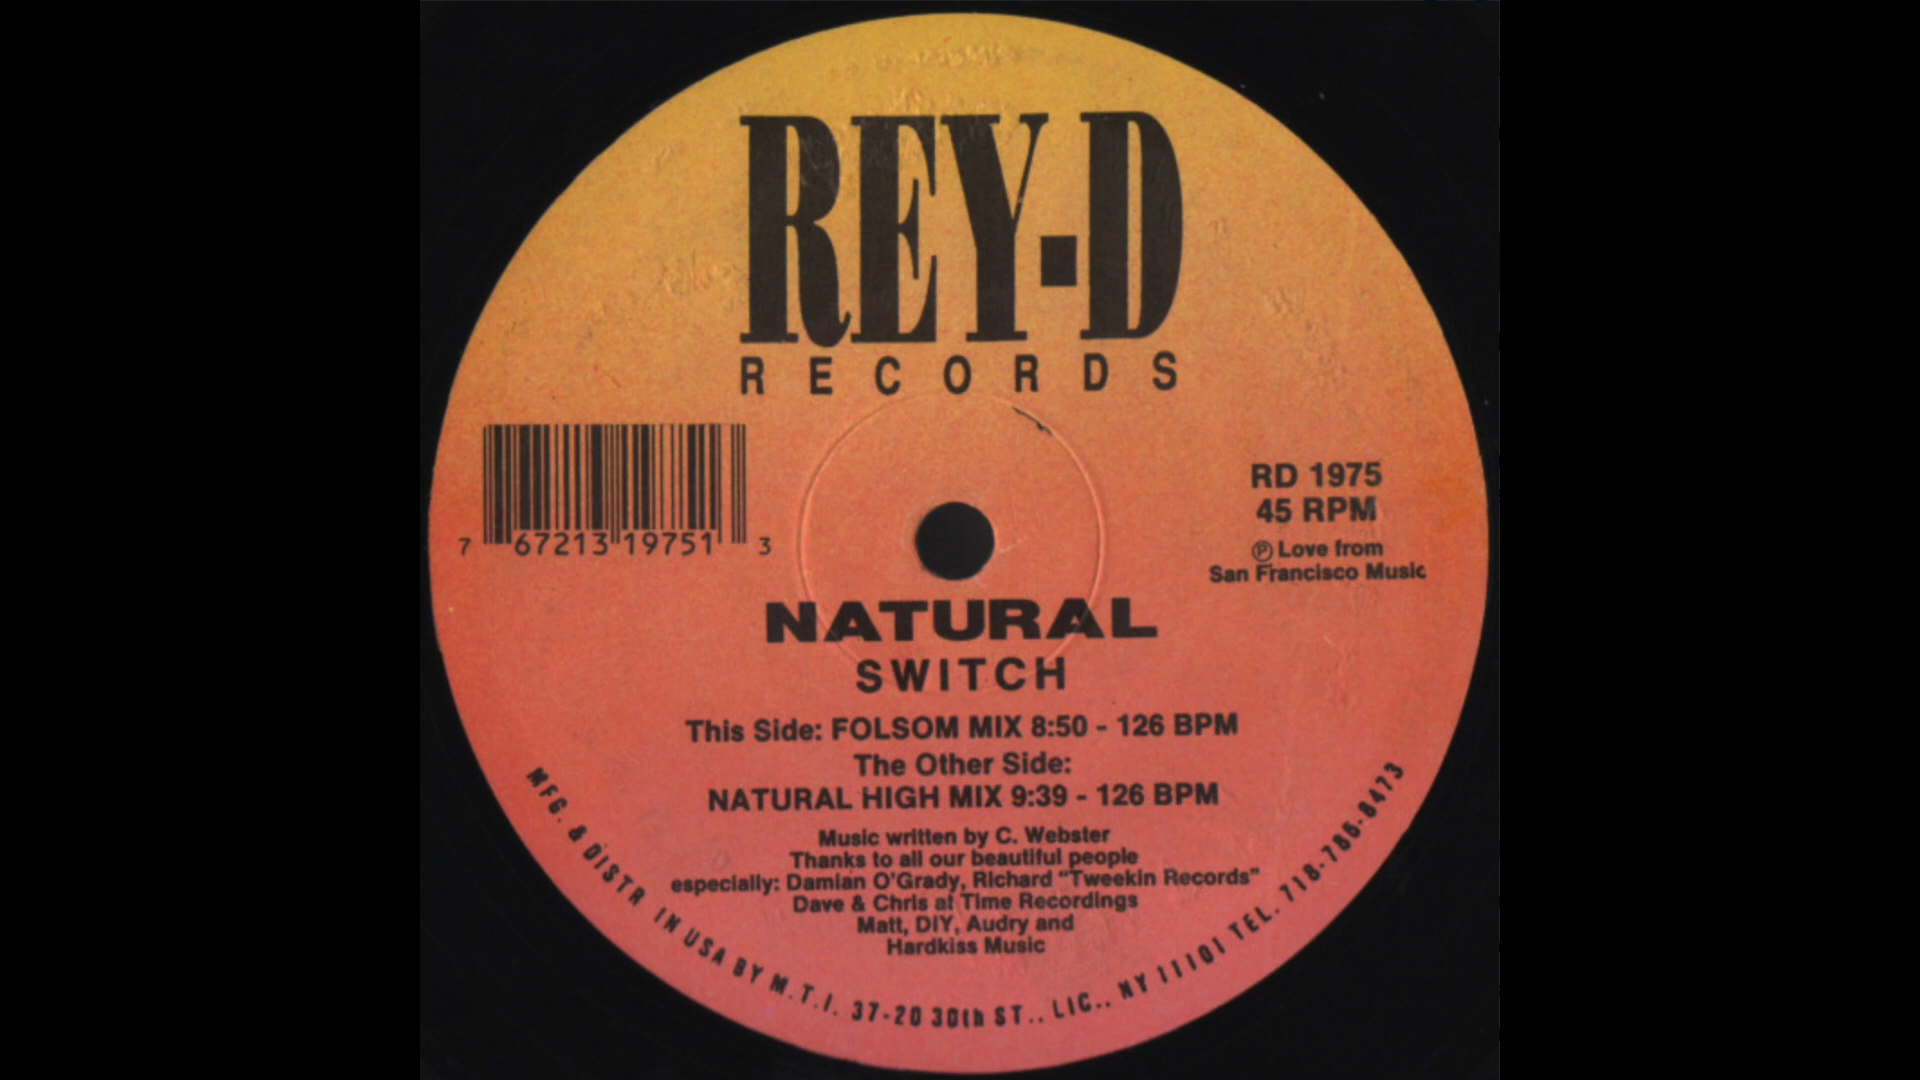 REY-D
RECORDS
7 67213 19751 3
RD 1975
45 RPM
℗ Love from
San Francisco Music
NATURAL
SWITCH
This Side: FOLSOM MIX 8:50 - 126 BPM
The Other Side:
NATURAL HIGH MIX 9:39 - 126 BPM
Music written by C. Webster
Thanks to all our beautiful people
especially: Damian O'Grady, Richard "Tweekin Records"
Dave & Chris at Time Recordings
Matt, DIY, Audry and
Hardkiss Music
MFG. & DISTR IN USA BY M.T.I. 37-20 30th ST.. LIC.. NY 11101 TEL. 718-786-8473